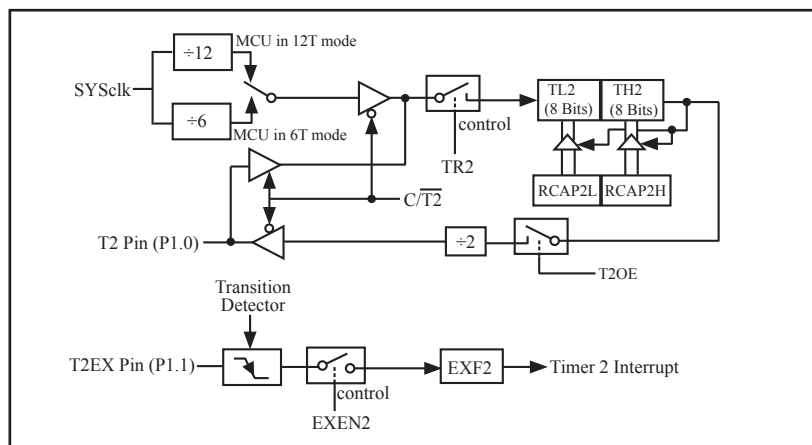 ÷12
MCU in 12T mode
SYSclk
÷6
MCU in 6T mode
TL2
(8 Bits)
TH2
(8 Bits)
control
TR2
RCAP2L
RCAP2H
C/T2
T2 Pin (P1.0)
÷2
T2OE
Transition
Detector
T2EX Pin (P1.1)
control
EXEN2
EXF2
Timer 2 Interrupt